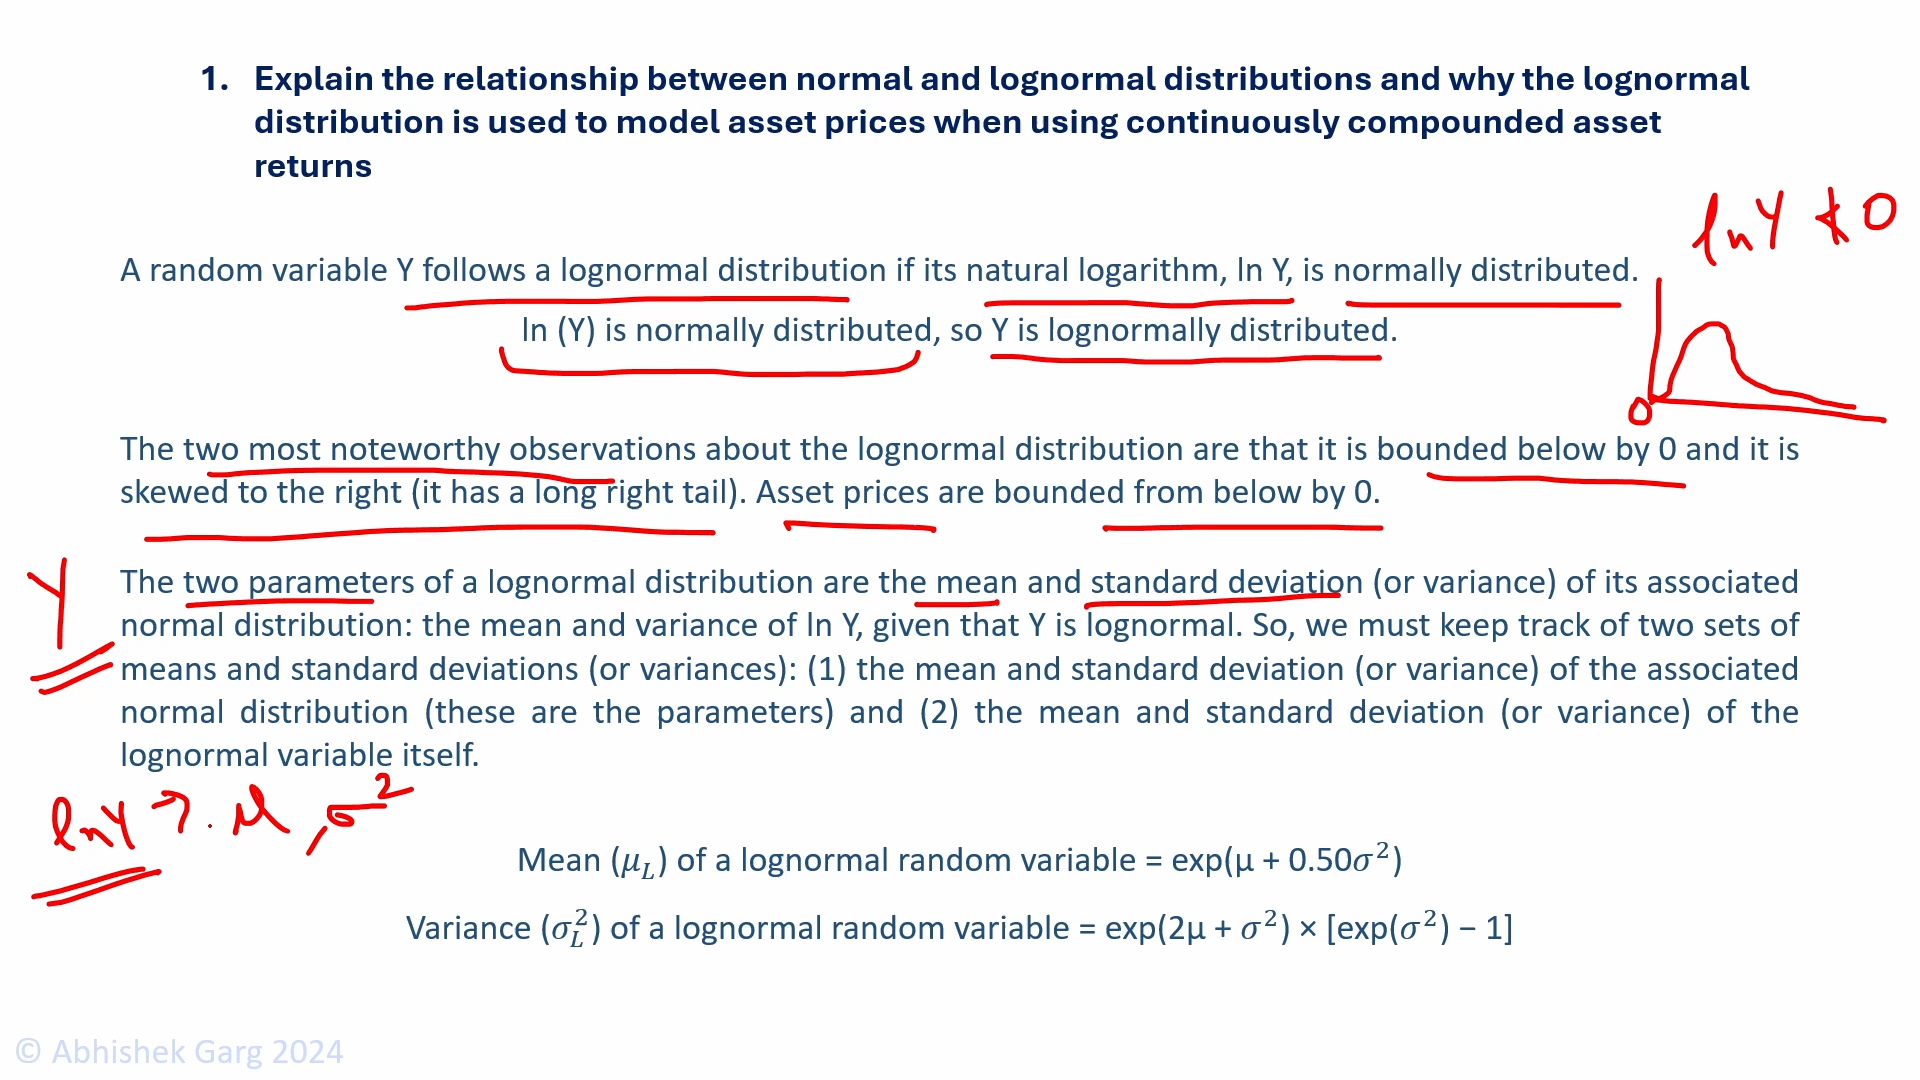 1. Explain the relationship between normal and lognormal distributions and why the lognormal
distribution is used to model asset prices when using continuously compounded asset
returns
ln Y ≮ 0
A random variable Y follows a lognormal distribution if its natural logarithm, ln Y, is normally distributed.
ln (Y) is normally distributed, so Y is lognormally distributed.
0
The two most noteworthy observations about the lognormal distribution are that it is bounded below by 0 and it is
skewed to the right (it has a long right tail). Asset prices are bounded from below by 0.
Y
The two parameters of a lognormal distribution are the mean and standard deviation (or variance) of its associated
normal distribution: the mean and variance of ln Y, given that Y is lognormal. So, we must keep track of two sets of
means and standard deviations (or variances): (1) the mean and standard deviation (or variance) of the associated
normal distribution (these are the parameters) and (2) the mean and standard deviation (or variance) of the
lognormal variable itself.
ln Y → μ, σ²
Mean (μ_L) of a lognormal random variable = exp(μ + 0.50σ²)
Variance (σ_L²) of a lognormal random variable = exp(2μ + σ²) × [exp(σ²) − 1]
© Abhishek Garg 2024